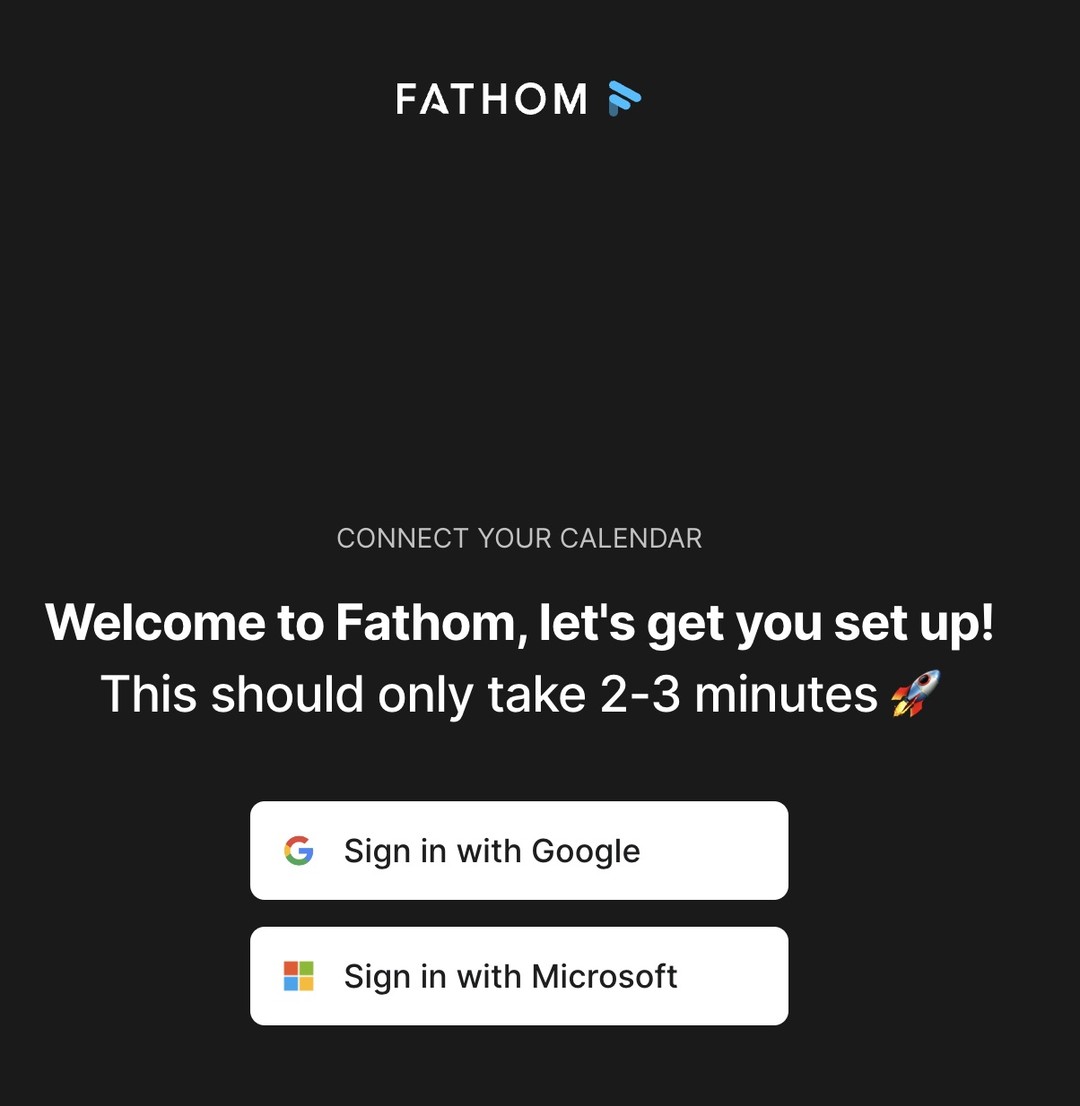 FATHOM
CONNECT YOUR CALENDAR
Welcome to Fathom, let's get you set up!
This should only take 2-3 minutes 🚀
Sign in with Google
Sign in with Microsoft